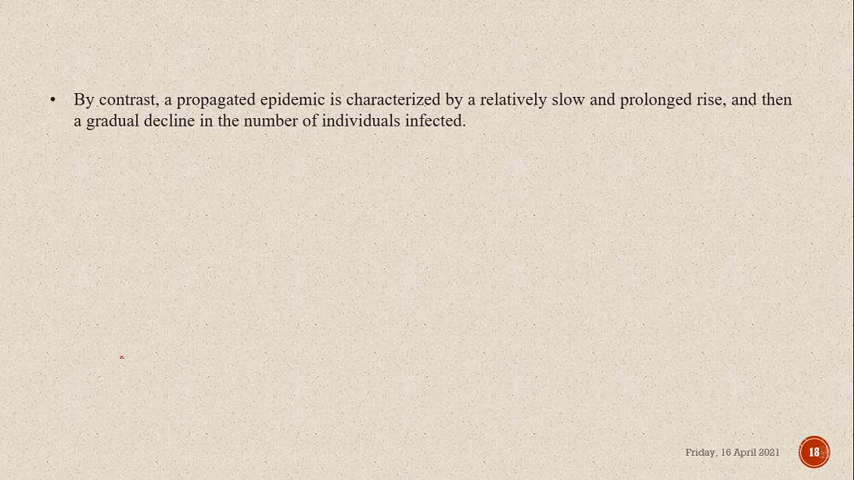 • By contrast, a propagated epidemic is characterized by a relatively slow and prolonged rise, and then
a gradual decline in the number of individuals infected.
Friday, 16 April 2021
18